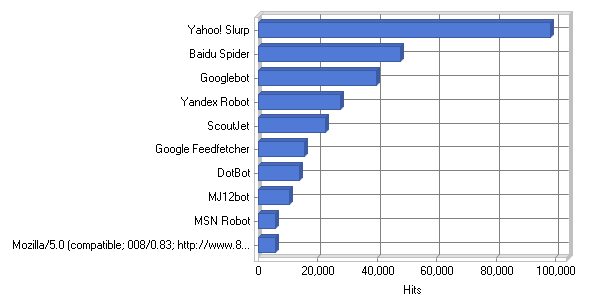 Yahoo! Slurp
Baidu Spider
Googlebot
Yandex Robot
ScoutJet
Google Feedfetcher
DotBot
MJ12bot
MSN Robot
Mozilla/5.0 (compatible; 008/0.83; http://www.8...
0 20,000 40,000 60,000 80,000 100,000
Hits